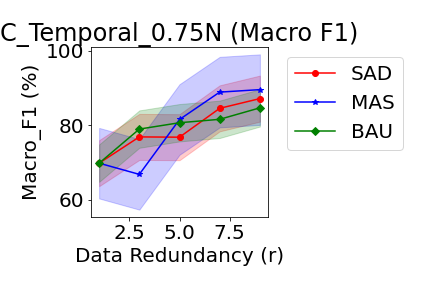 C_Temporal_0.75N (Macro F1)
Macro_F1 (%)
100
80
60
2.5 5.0 7.5
Data Redundancy (r)
SAD
MAS
BAU